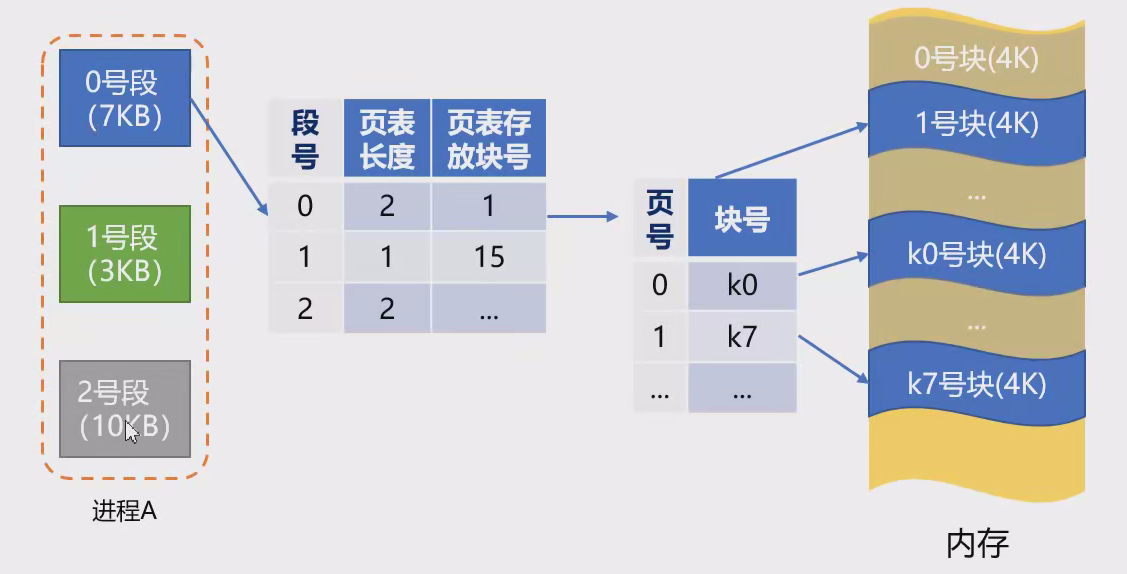 0号段
(7KB)
1号段
(3KB)
2号段
(10KB)
进程A
段号 页表长度 页表存放块号
0 2 1
1 1 15
2 2 ...
页号 块号
0 k0
1 k7
... ...
0号块(4K)
1号块(4K)
...
k0号块(4K)
...
k7号块(4K)
内存